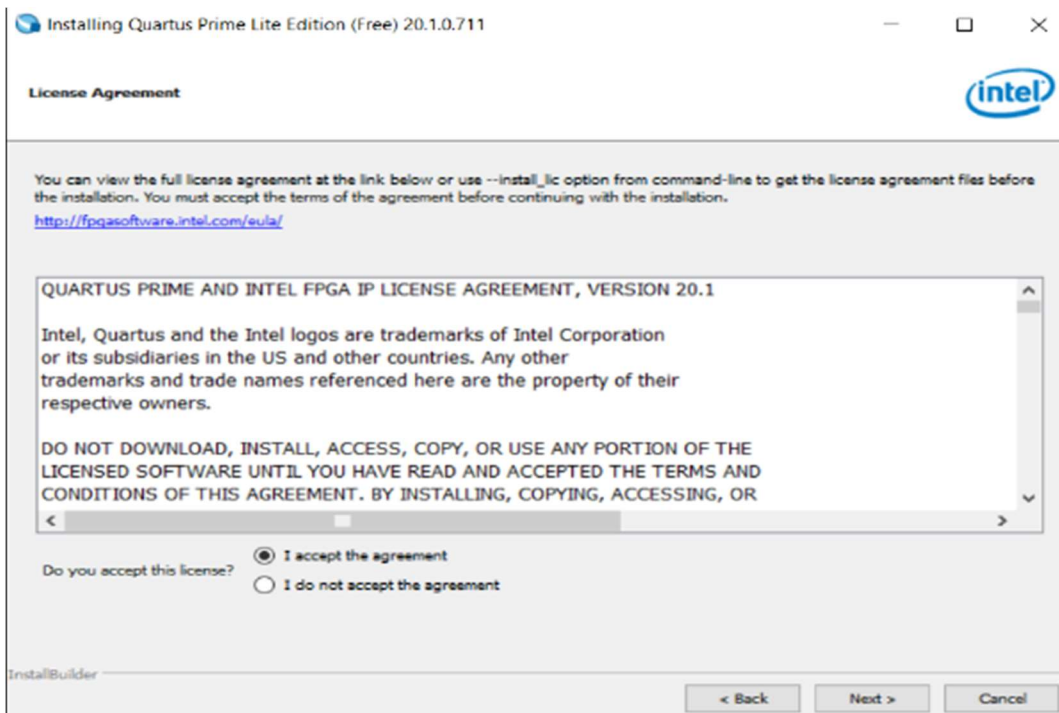 Installing Quartus Prime Lite Edition (Free) 20.1.0.711
License Agreement
intel
You can view the full license agreement at the link below or use --install_lic option from command-line to get the license agreement files before
the installation. You must accept the terms of the agreement before continuing with the installation.
http://fpgasoftware.intel.com/eula/
QUARTUS PRIME AND INTEL FPGA IP LICENSE AGREEMENT, VERSION 20.1
Intel, Quartus and the Intel logos are trademarks of Intel Corporation
or its subsidiaries in the US and other countries. Any other
trademarks and trade names referenced here are the property of their
respective owners.
DO NOT DOWNLOAD, INSTALL, ACCESS, COPY, OR USE ANY PORTION OF THE
LICENSED SOFTWARE UNTIL YOU HAVE READ AND ACCEPTED THE TERMS AND
CONDITIONS OF THIS AGREEMENT. BY INSTALLING, COPYING, ACCESSING, OR
Do you accept this license?
I accept the agreement
I do not accept the agreement
InstallBuilder
< Back Next > Cancel